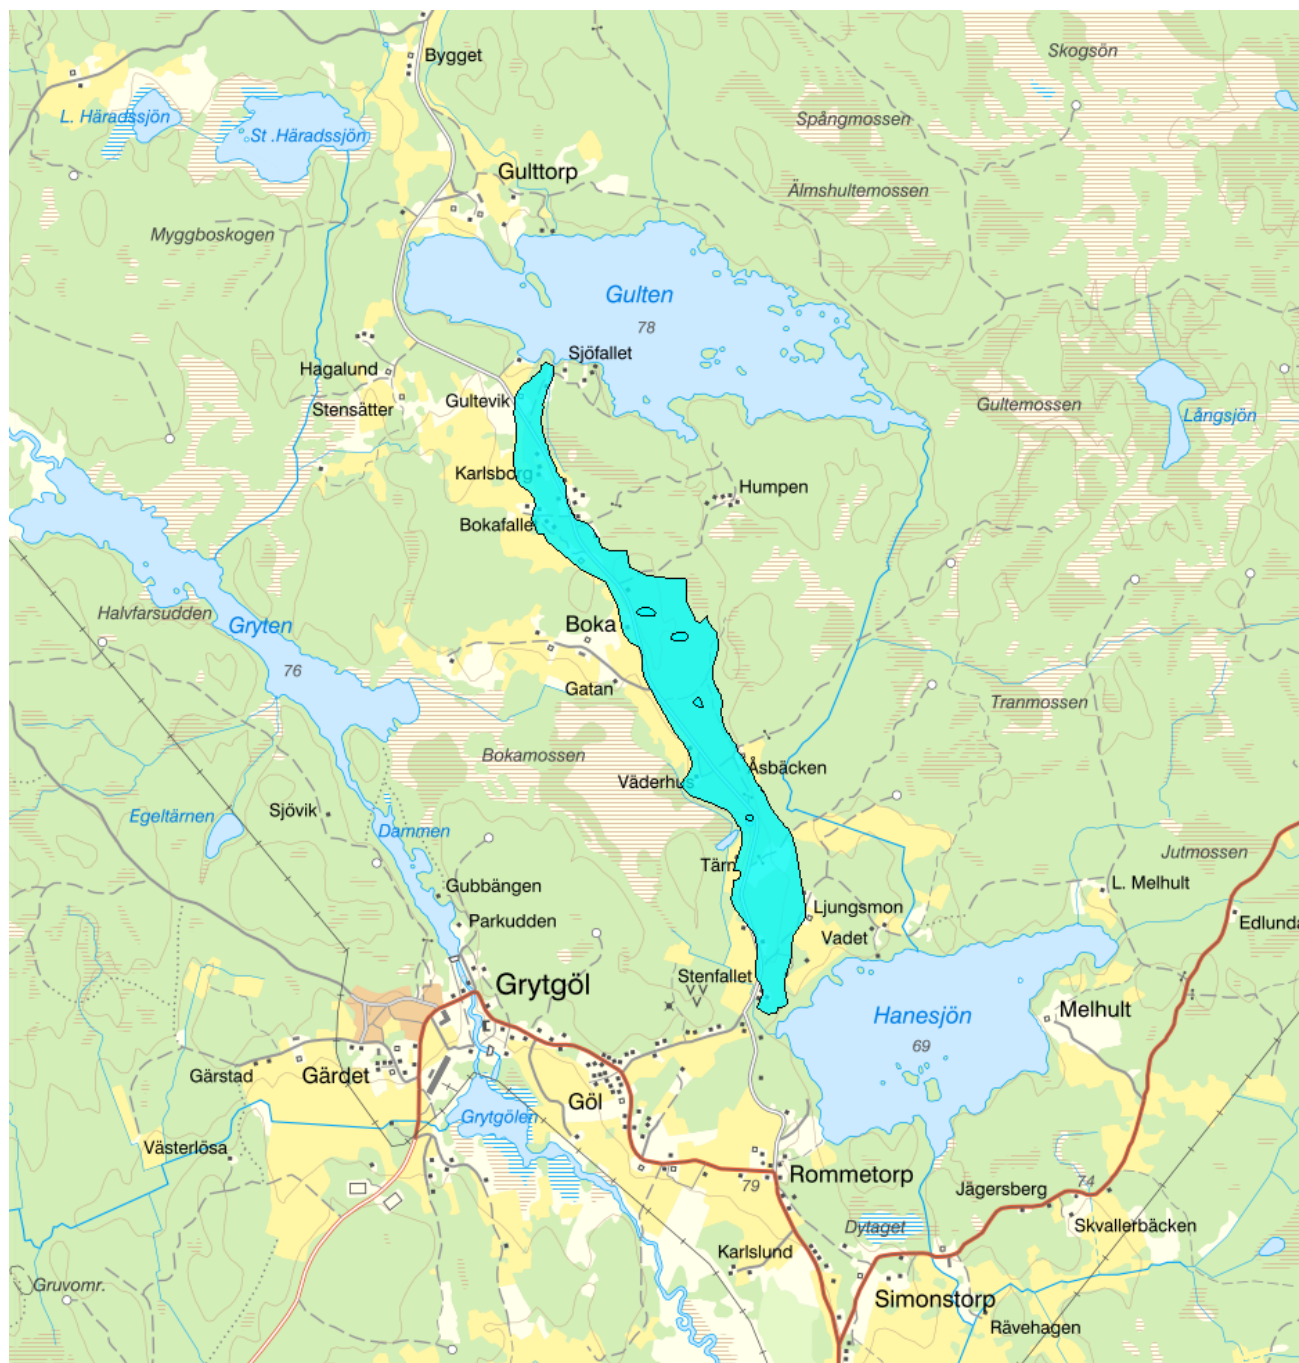 Skogsön
Bygget
L. Häradssjön
St .Häradssjön
Spångmossen
Gulttorp
Älmshultemossen
Myggboskogen
Gulten
78
Sjöfallet
Hagalund
Gultevik
Stensätter
Gultemossen
Långsjön
Karlsborg
Humpen
Bokafalle
Halvfarsudden
Gryten
Boka
76
Gatan
Tranmossen
Bokamossen
Väderhus
Åsbäcken
Sjövik
Egeltärnen
Dammen
Jutmossen
Tärn
Gubbängen
L. Melhult
Ljungsmon
Parkudden
Edlunda
Vadet
Stenfallet
Grytgöl
Hanesjön
Melhult
69
Gärstad
Gärdet
Göl
Grytgölen
Västerlösa
Rommetorp
79
74
Jägersberg
Skvallerbäcken
Dytaget
Karlslund
Gruvomr.
Simonstorp
Rävehagen